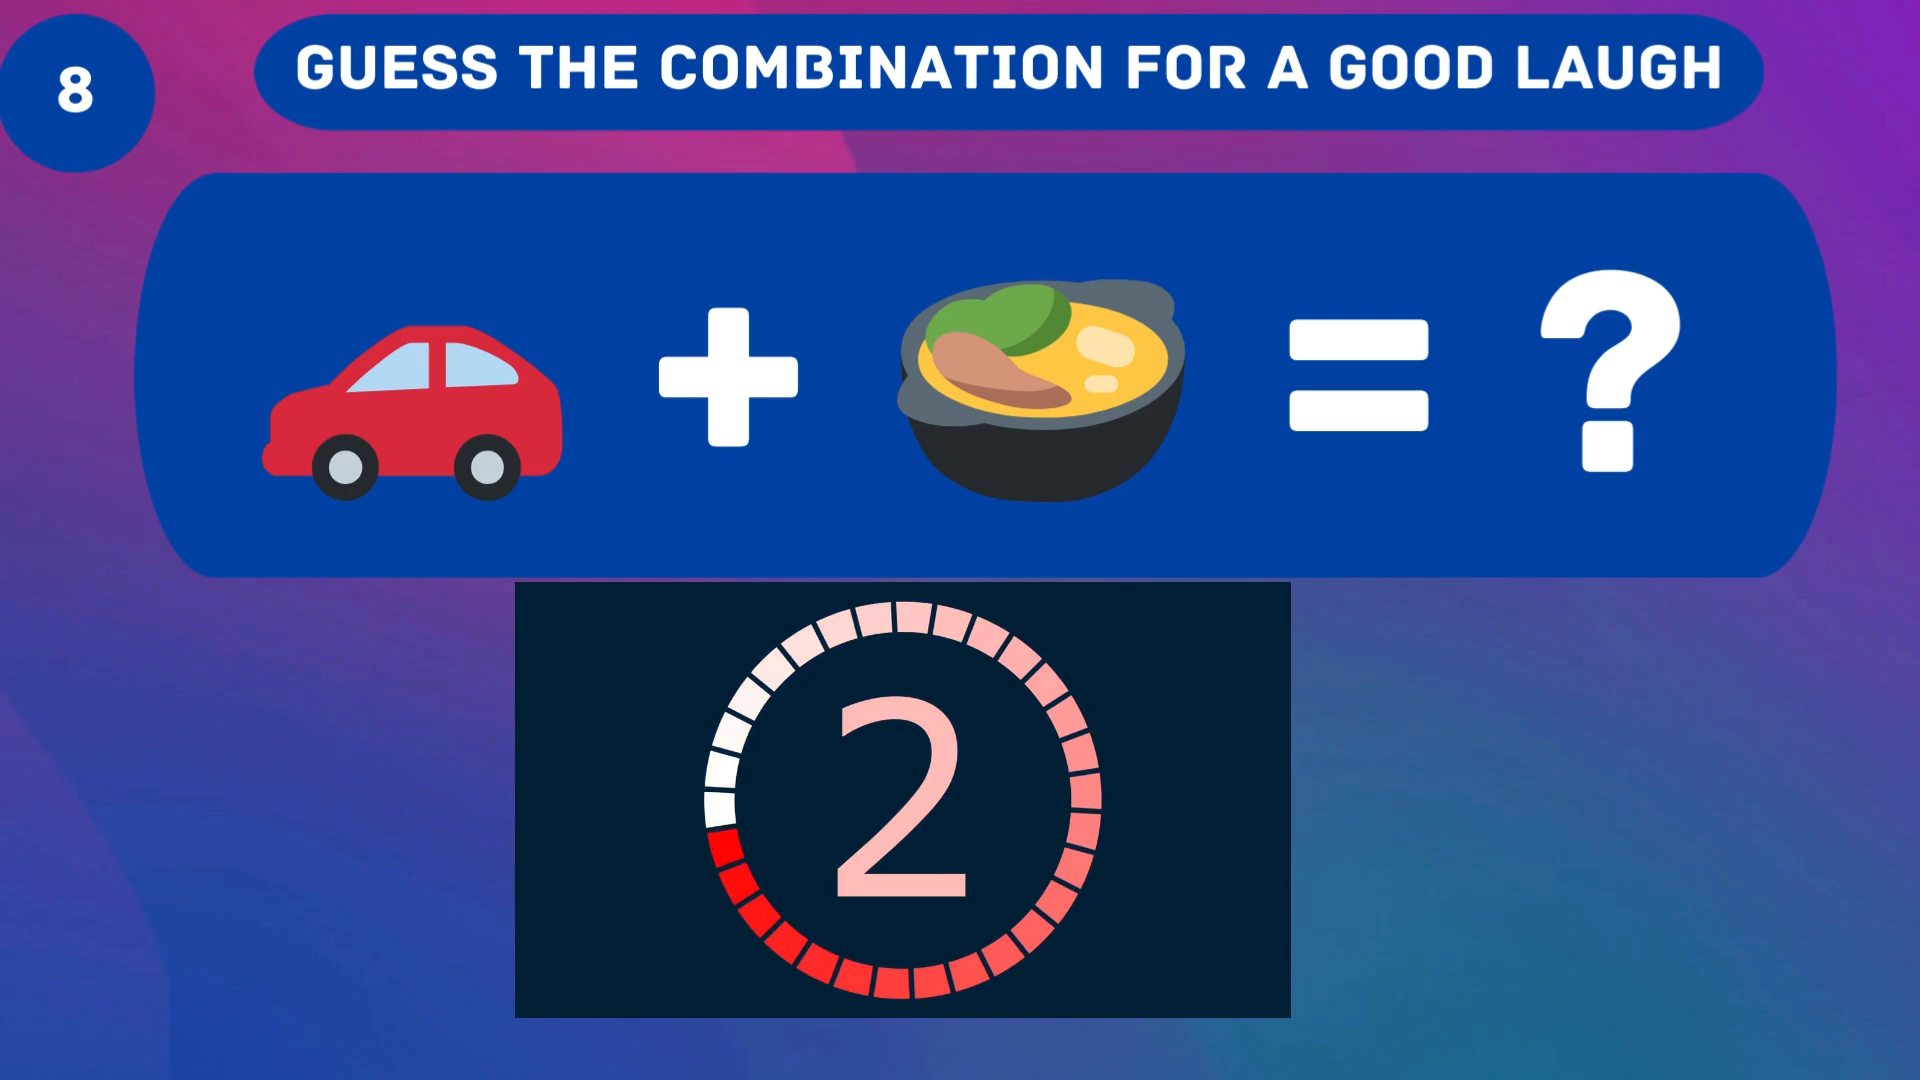 8
GUESS THE COMBINATION FOR A GOOD LAUGH
+ = ?
2